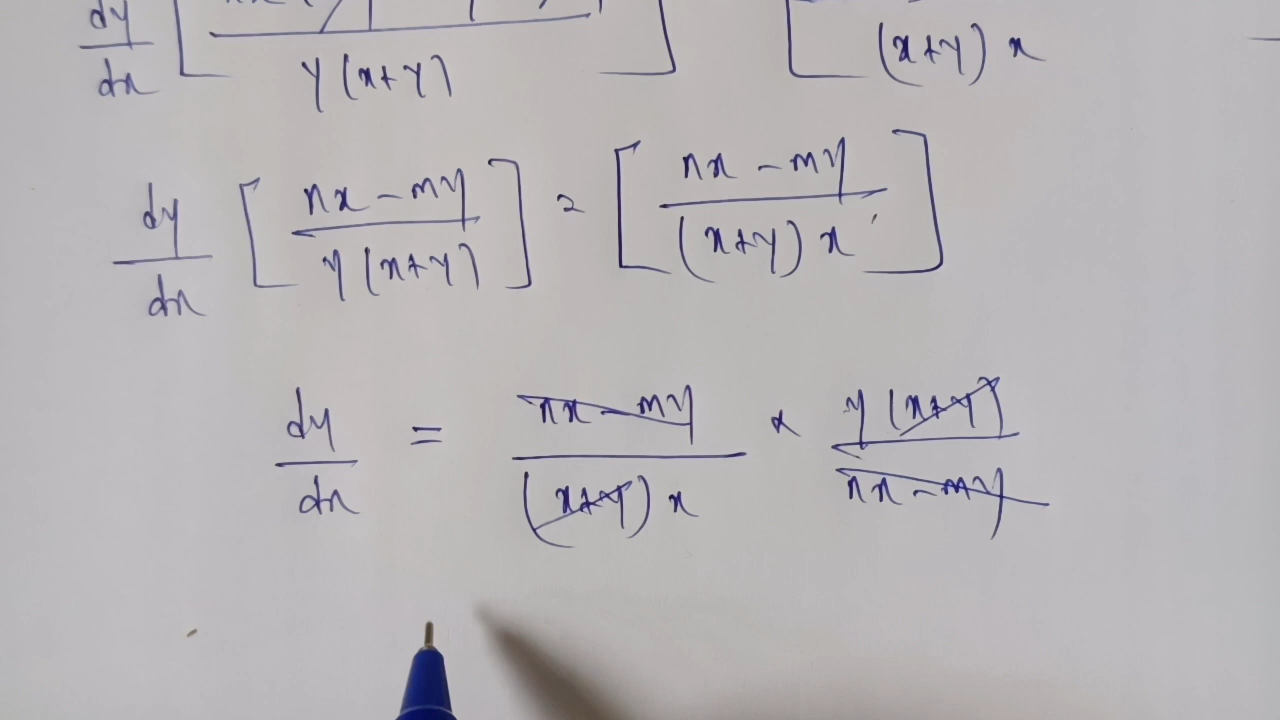 dy/dx [ / y(x+y) ] [ / (x+y) x ]
dy/dx [ nx - my / y(x+y) ] = [ nx - my / (x+y) x ]
dy/dx = nx - my / (x+y) x × y(x+y) / nx - my